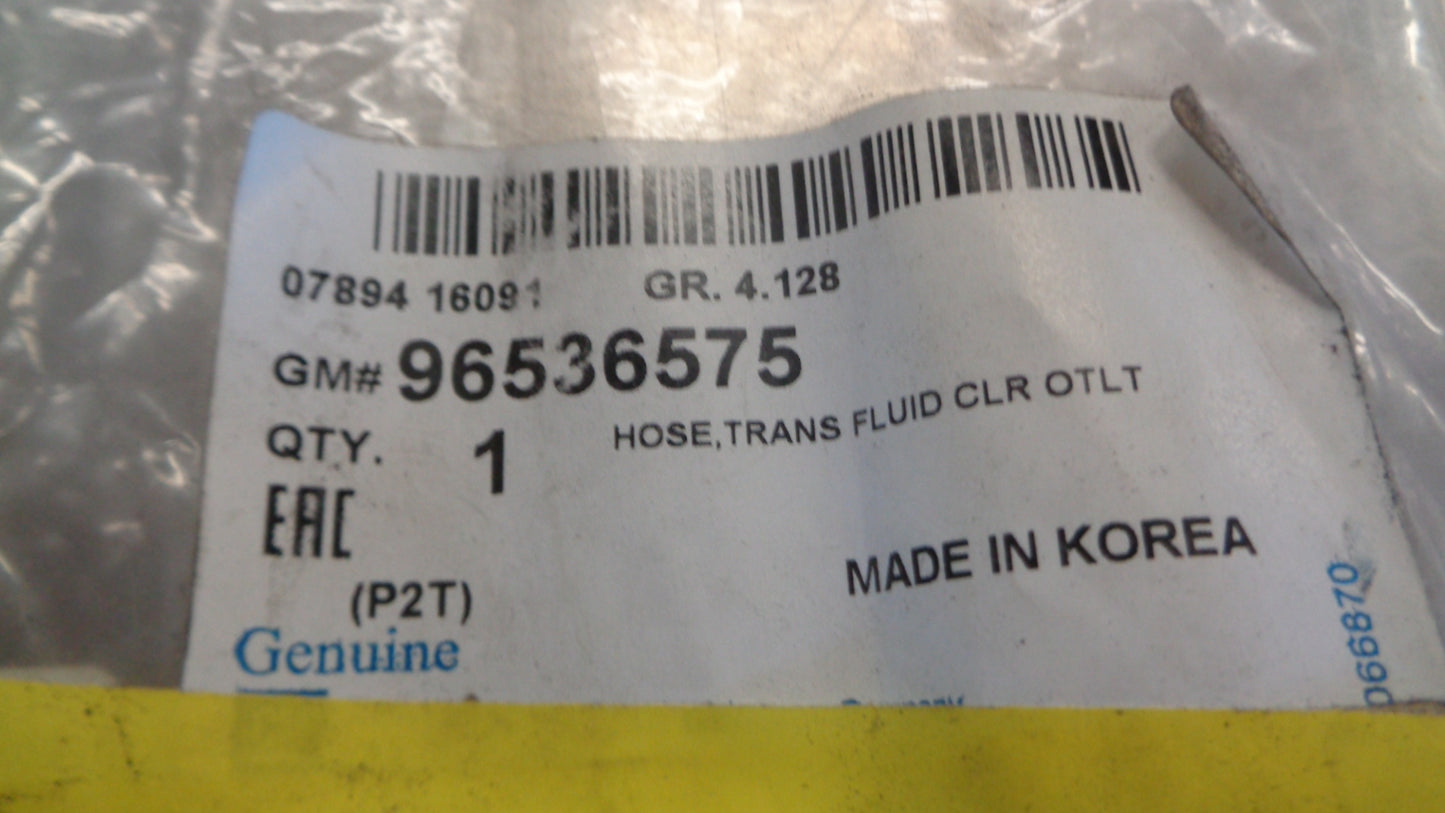 07894 16091
GR. 4.128
GM# 96536575
QTY. 1
HOSE,TRANS FLUID CLR OTLT
EAC
MADE IN KOREA
(P2T)
Genuine
066870